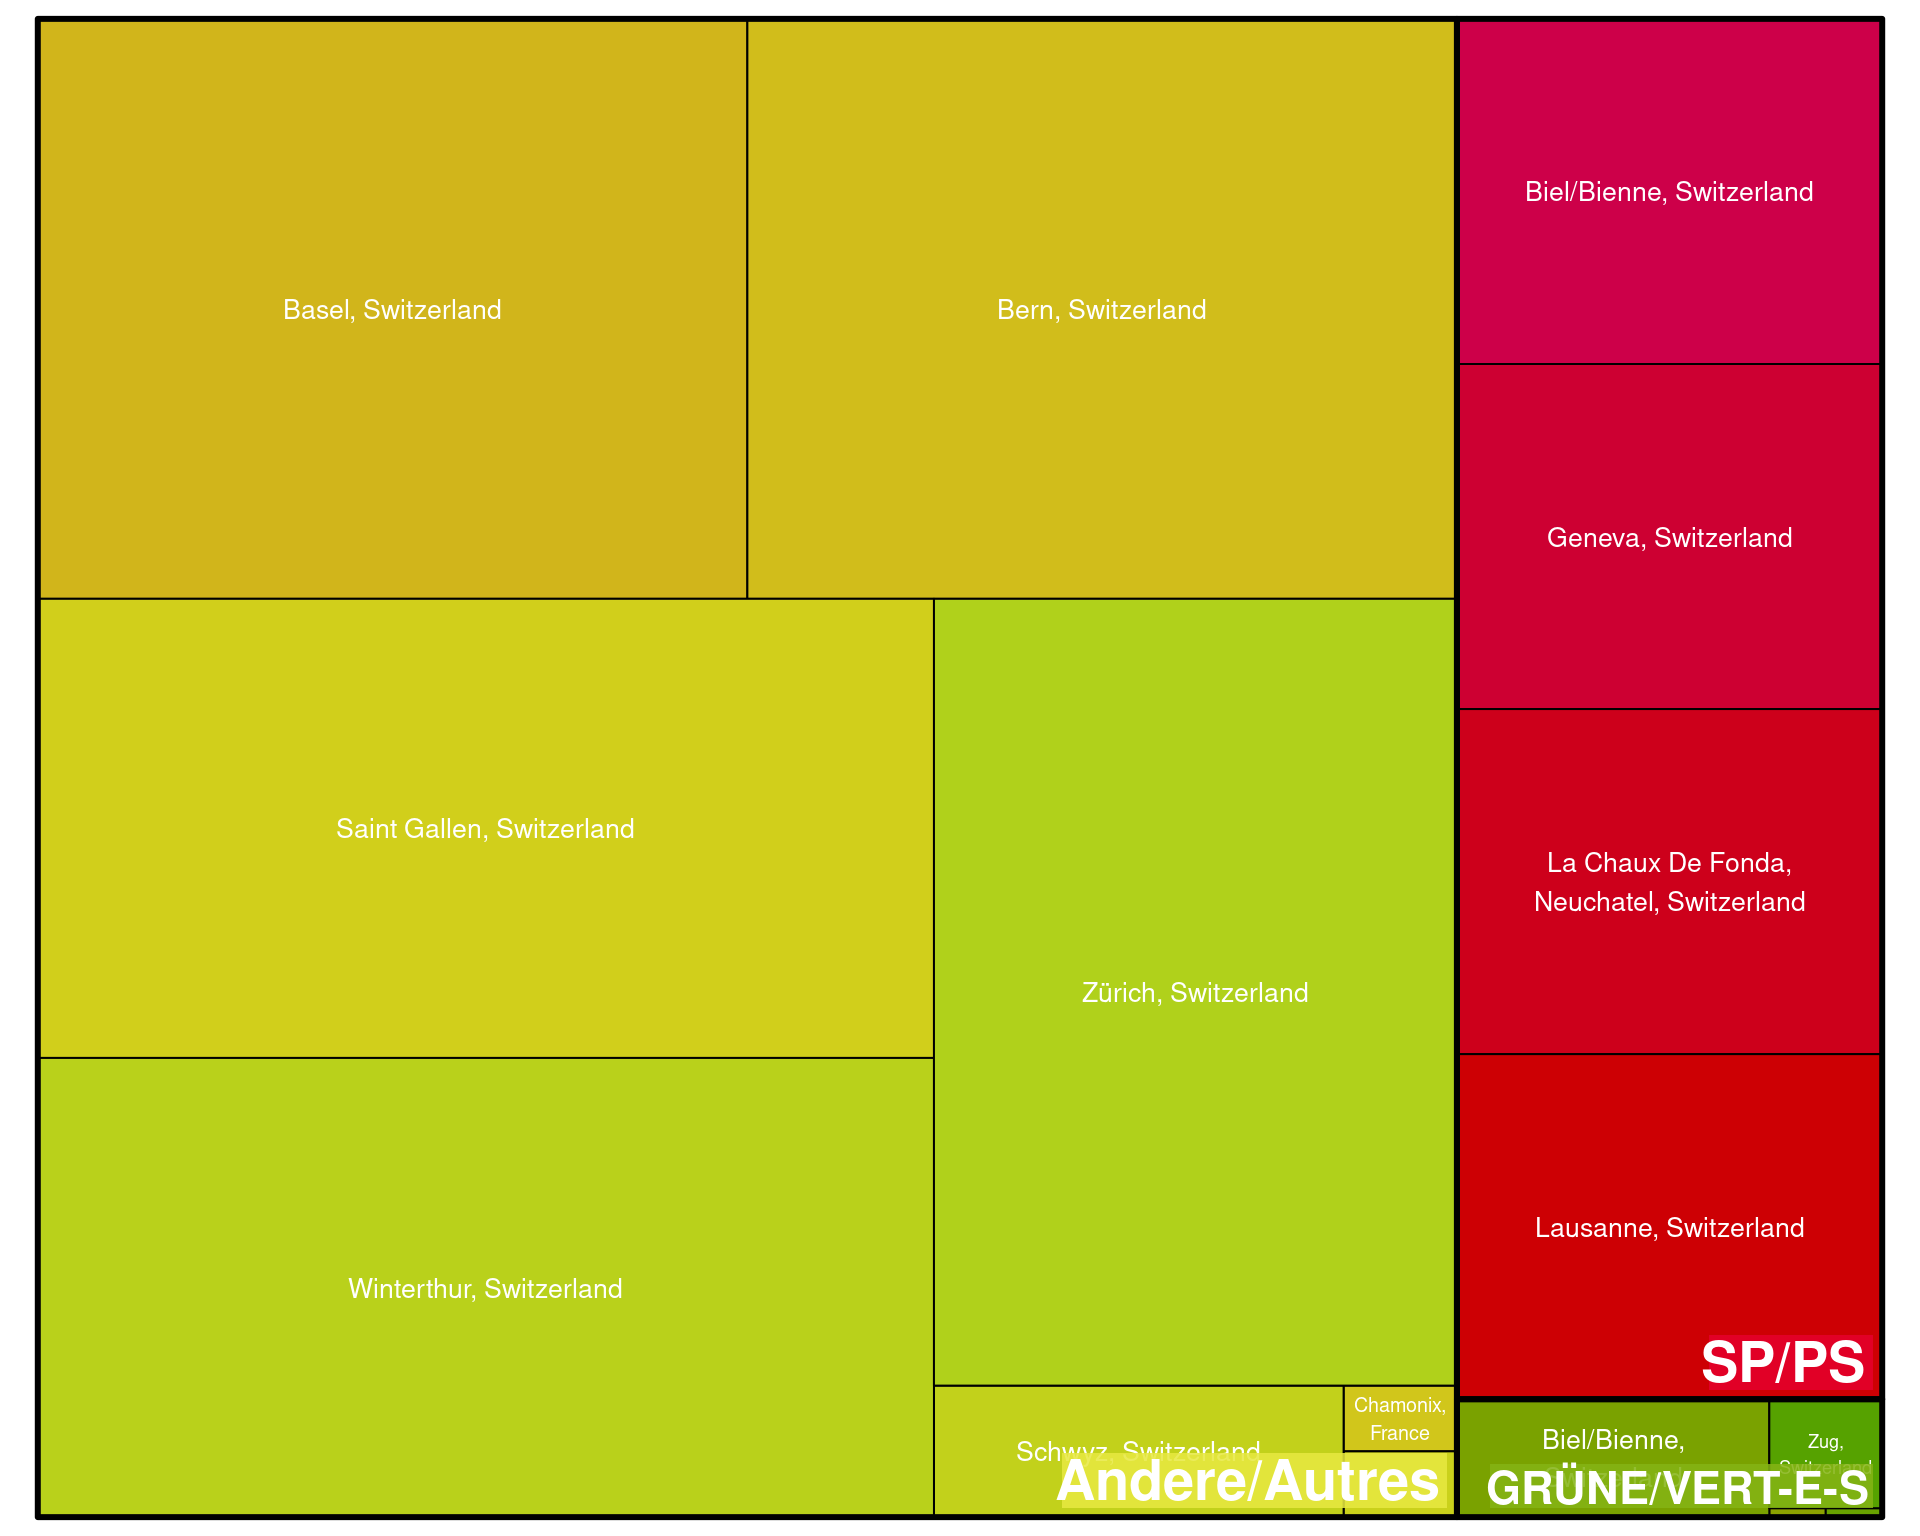 Basel, Switzerland
Bern, Switzerland
Saint Gallen, Switzerland
Zürich, Switzerland
Winterthur, Switzerland
Schwyz, Switzerland
Chamonix,
France
Andere/Autres
Biel/Bienne, Switzerland
Geneva, Switzerland
La Chaux De Fonda,
Neuchatel, Switzerland
Lausanne, Switzerland
SP/PS
Biel/Bienne,
Switzerland
Zug,
Switzerland
GRÜNE/VERT-E-S